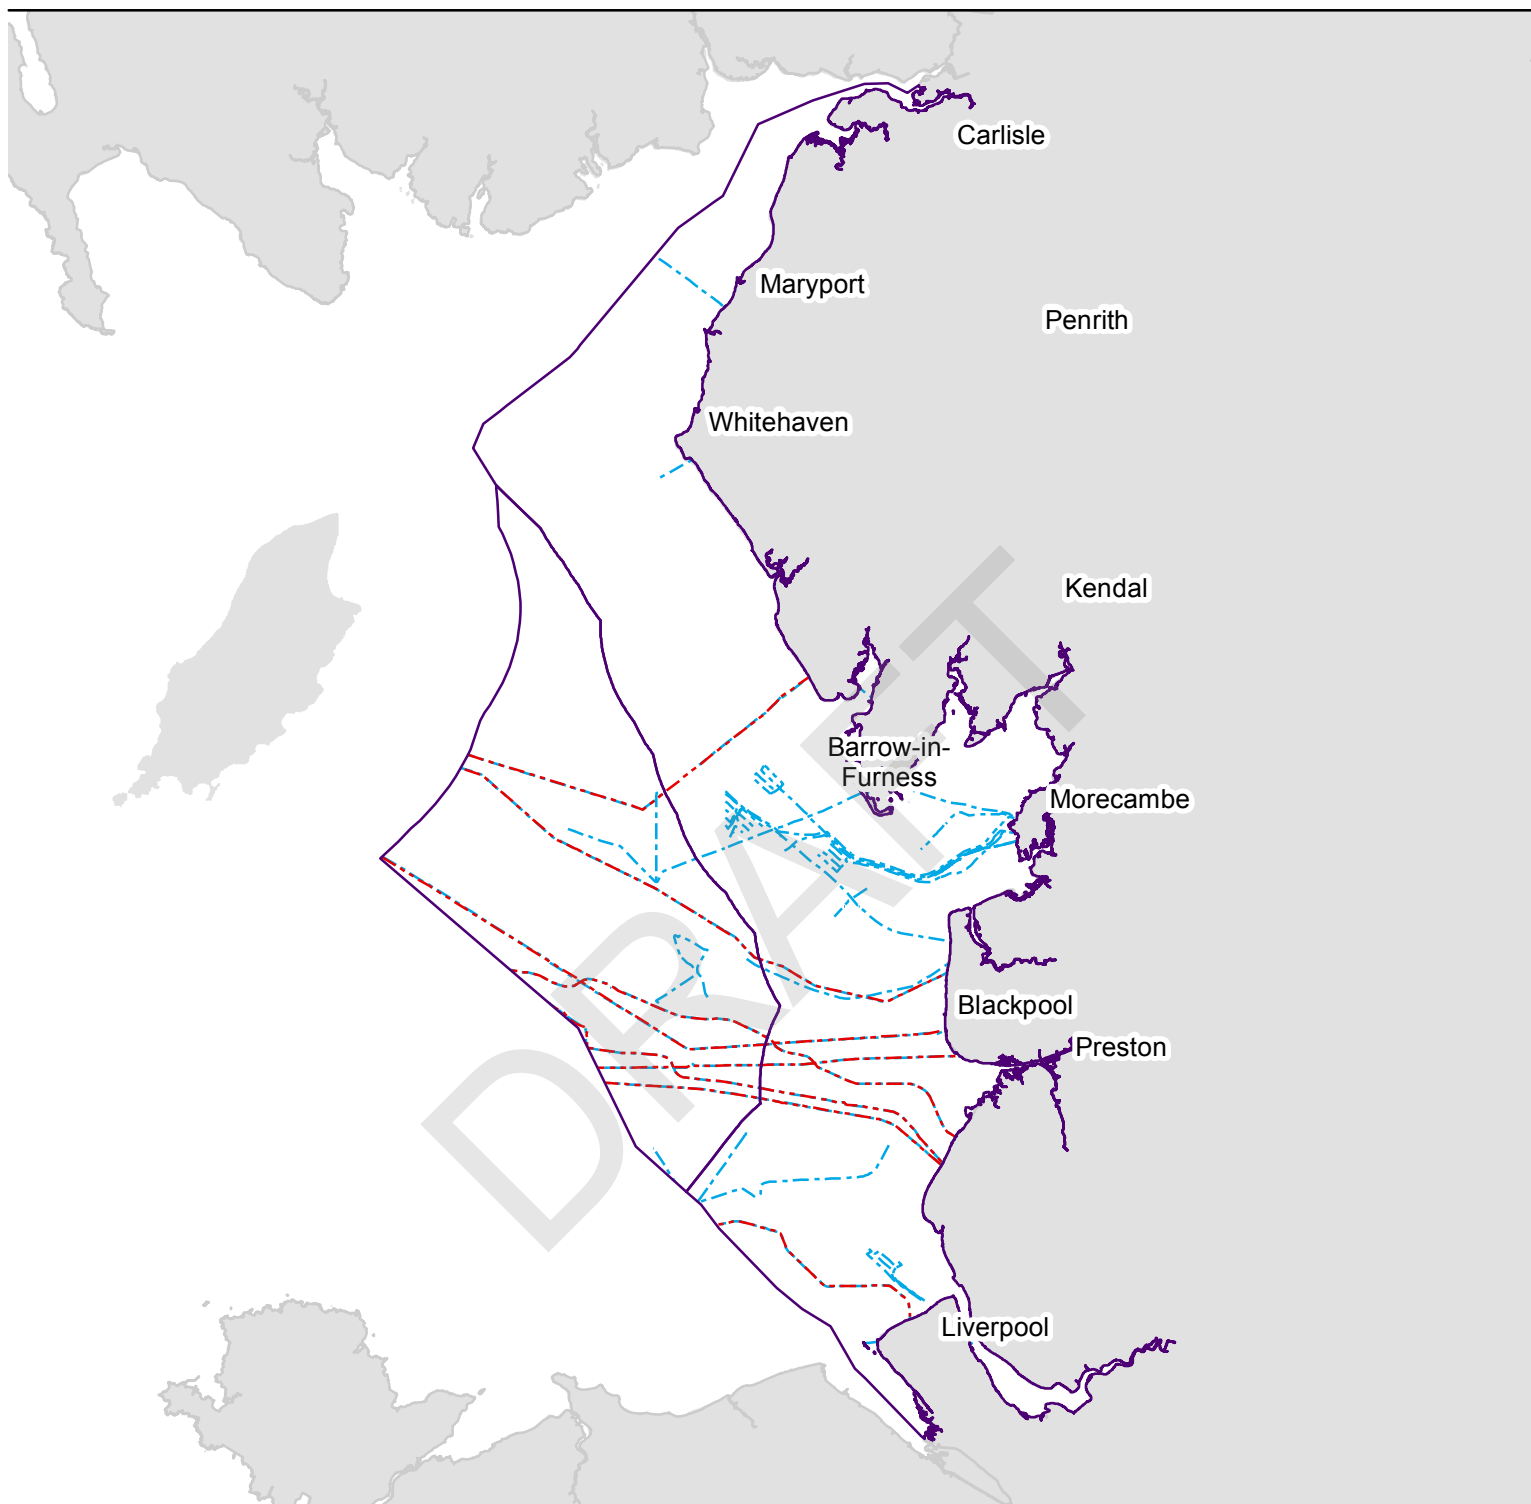 Carlisle
Maryport
Penrith
Whitehaven
Kendal
Barrow-in-
Furness
Morecambe
Blackpool
Preston
Liverpool
DRAFT